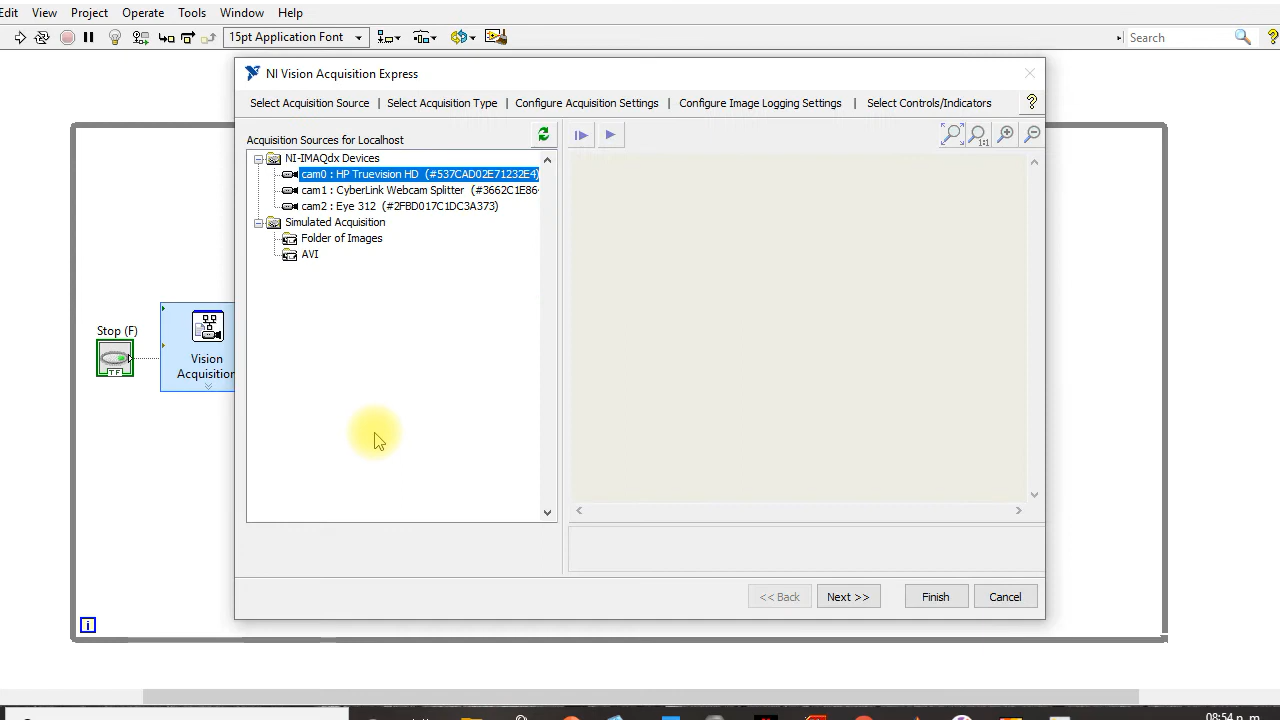 Edit View Project Operate Tools Window Help
15pt Application Font Search
NI Vision Acquisition Express
Select Acquisition Source | Select Acquisition Type | Configure Acquisition Settings | Configure Image Logging Settings | Select Controls/Indicators
Acquisition Sources for Localhost
NI-IMAQdx Devices
cam0 : HP Truevision HD (#537CAD02E71232E4)
cam1 : CyberLink Webcam Splitter (#3662C1E86
cam2 : Eye 312 (#2FBD017C1DC3A373)
Simulated Acquisition
Folder of Images
AVI
Stop (F)
TF
Vision
Acquisition
i
<< Back Next >> Finish Cancel
08:54 p. m.